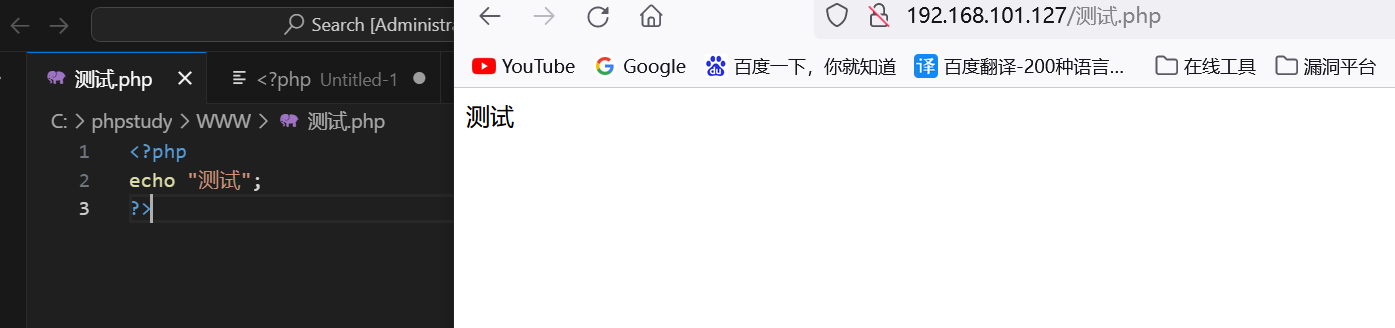 Search [Administra
测试.php
<?php Untitled-1
C: > phpstudy > WWW > 测试.php
1 <?php
2 echo "测试";
3 ?>
192.168.101.127/测试.php
YouTube
Google
百度一下，你就知道
译 百度翻译-200种语言...
在线工具
漏洞平台
测试